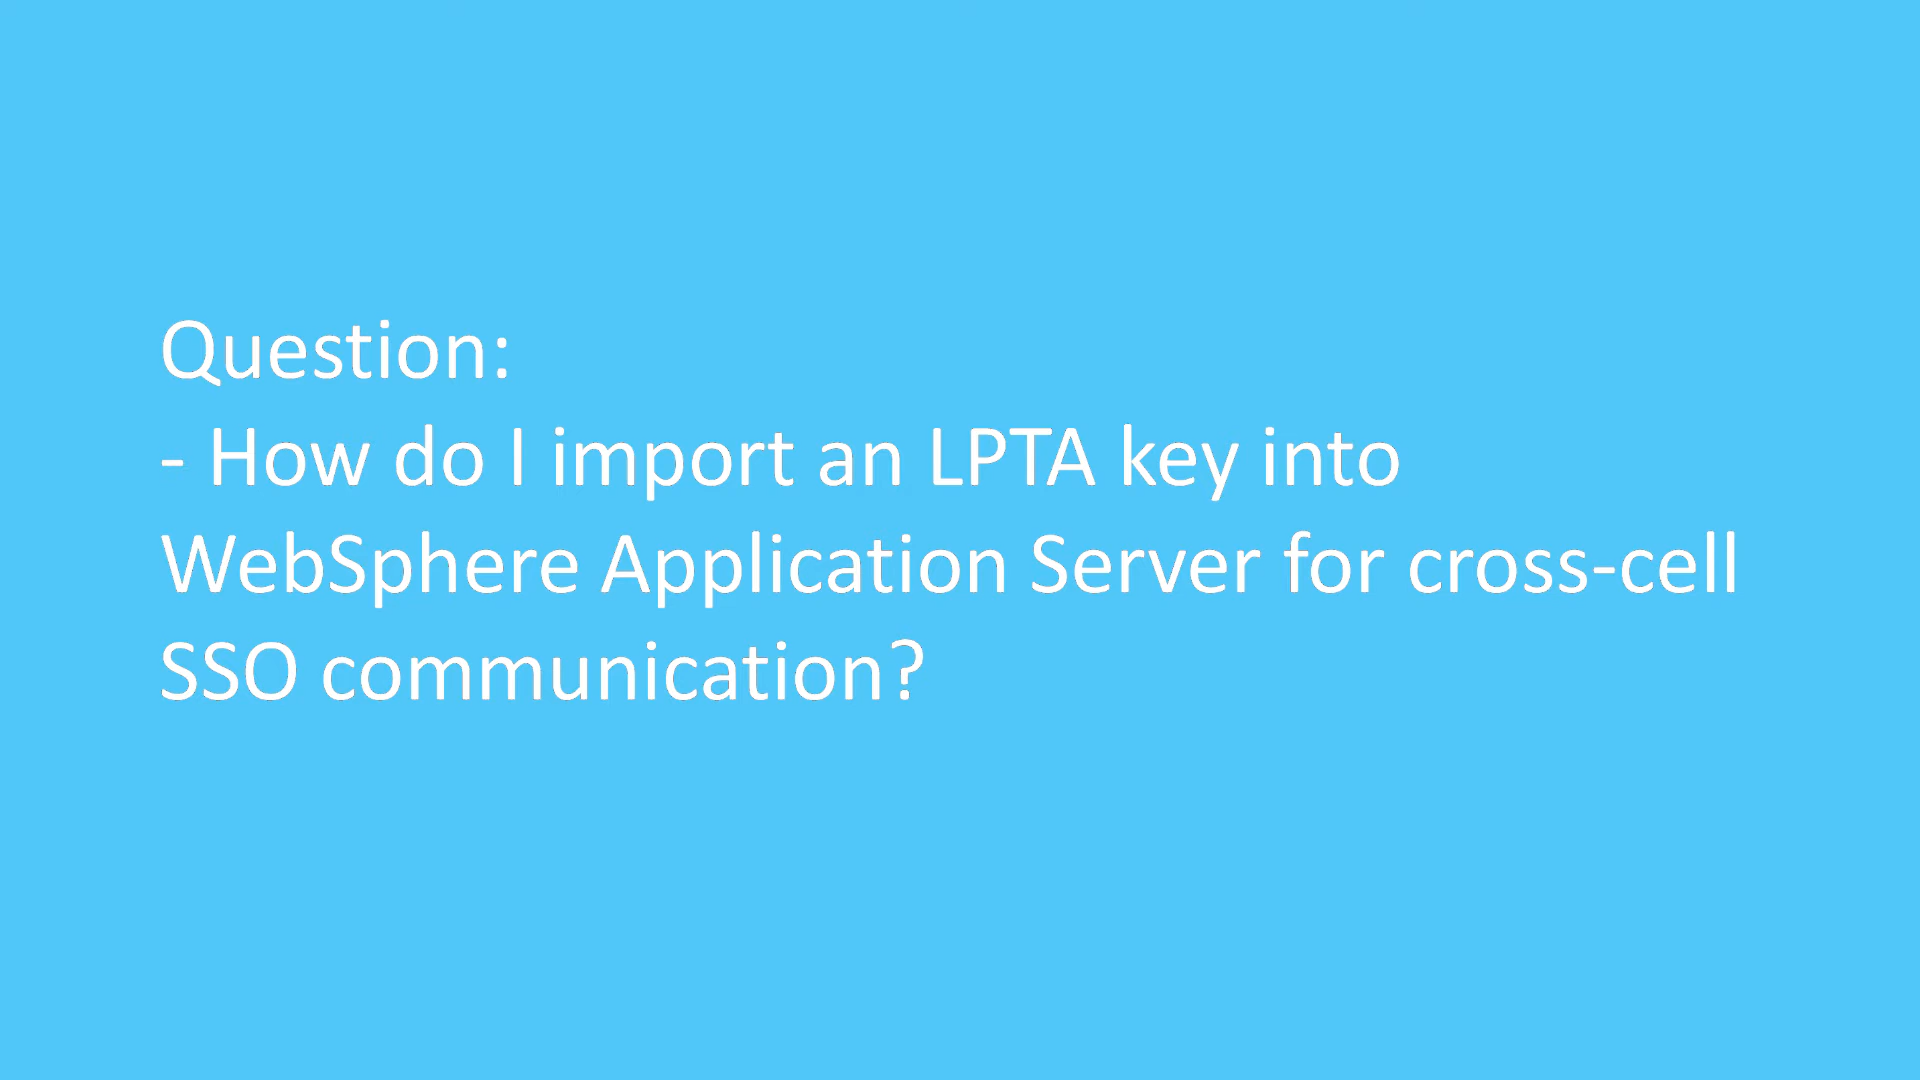 Question:
- How do I import an LPTA key into
WebSphere Application Server for cross-cell
SSO communication?